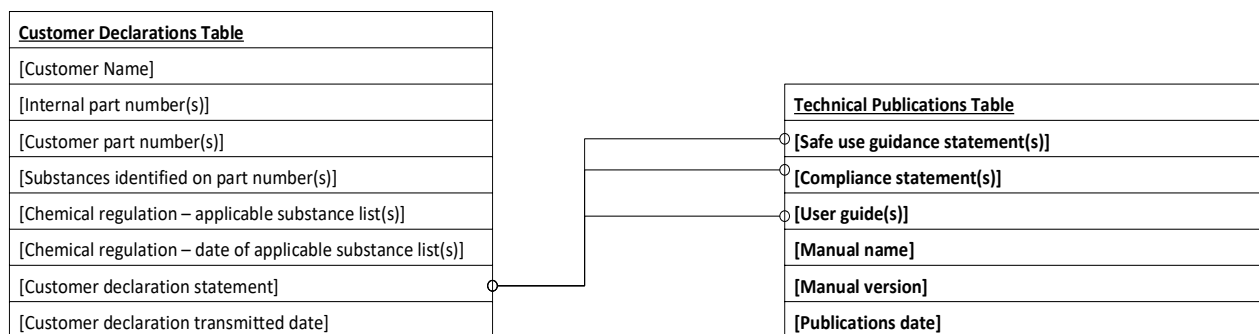 Customer Declarations Table
[Customer Name]
[Internal part number(s)]
[Customer part number(s)]
[Substances identified on part number(s)]
[Chemical regulation – applicable substance list(s)]
[Chemical regulation – date of applicable substance list(s)]
[Customer declaration statement]
[Customer declaration transmitted date]
Technical Publications Table
[Safe use guidance statement(s)]
[Compliance statement(s)]
[User guide(s)]
[Manual name]
[Manual version]
[Publications date]